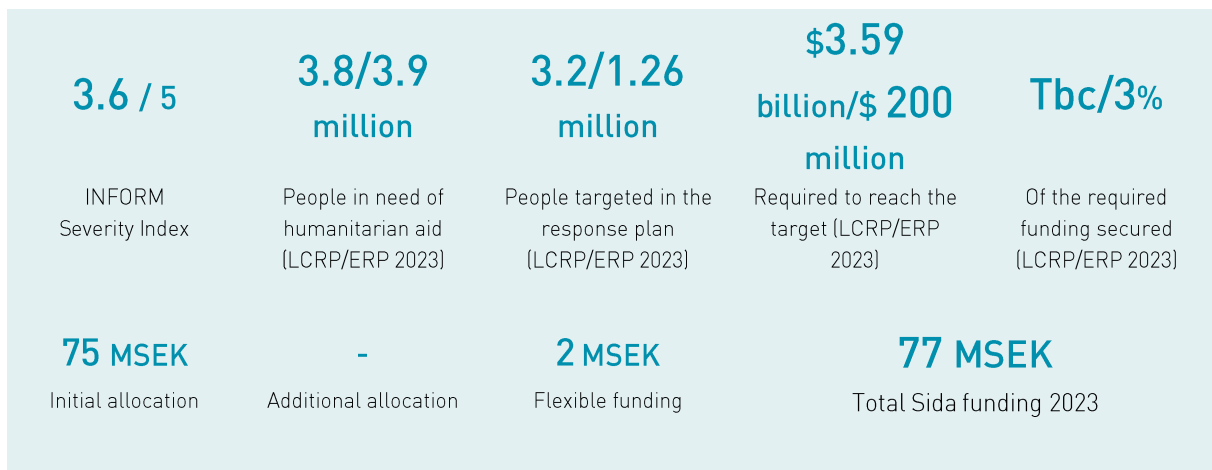 3.6 / 5
INFORM
Severity Index
3.8/3.9
million
People in need of
humanitarian aid
(LCRP/ERP 2023)
3.2/1.26
million
People targeted in the
response plan
(LCRP/ERP 2023)
$3.59
billion/$ 200
million
Required to reach the
target (LCRP/ERP
2023)
Tbc/3%
Of the required
funding secured
(LCRP/ERP 2023)
75 MSEK
Initial allocation
-
Additional allocation
2 MSEK
Flexible funding
77 MSEK
Total Sida funding 2023